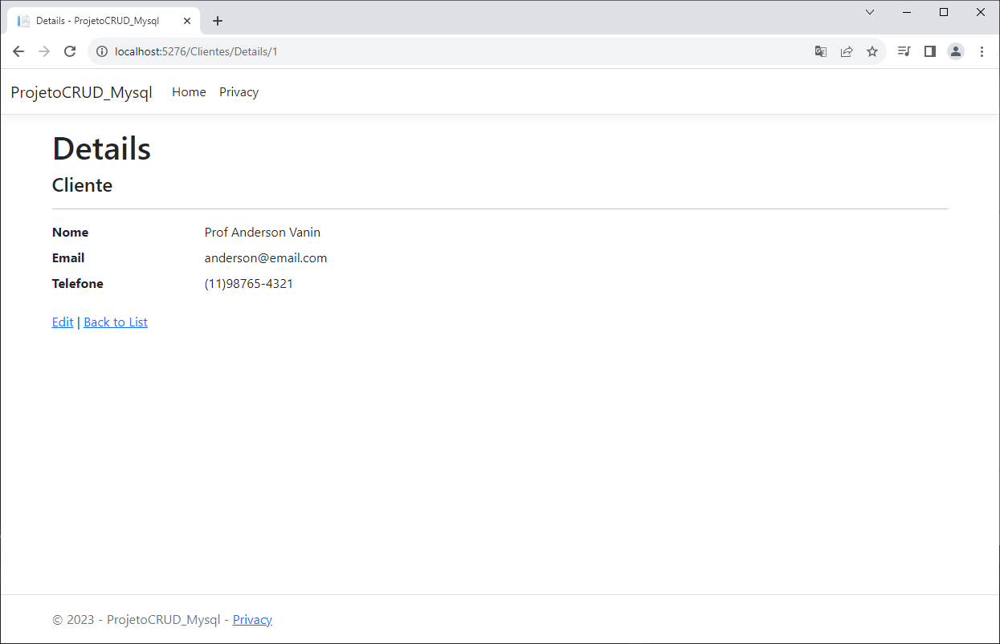 Details - ProjetoCRUD_Mysql
localhost:5276/Clientes/Details/1
ProjetoCRUD_Mysql Home Privacy
Details
Cliente
Nome Prof Anderson Vanin
Email anderson@email.com
Telefone (11)98765-4321
Edit | Back to List
© 2023 - ProjetoCRUD_Mysql - Privacy